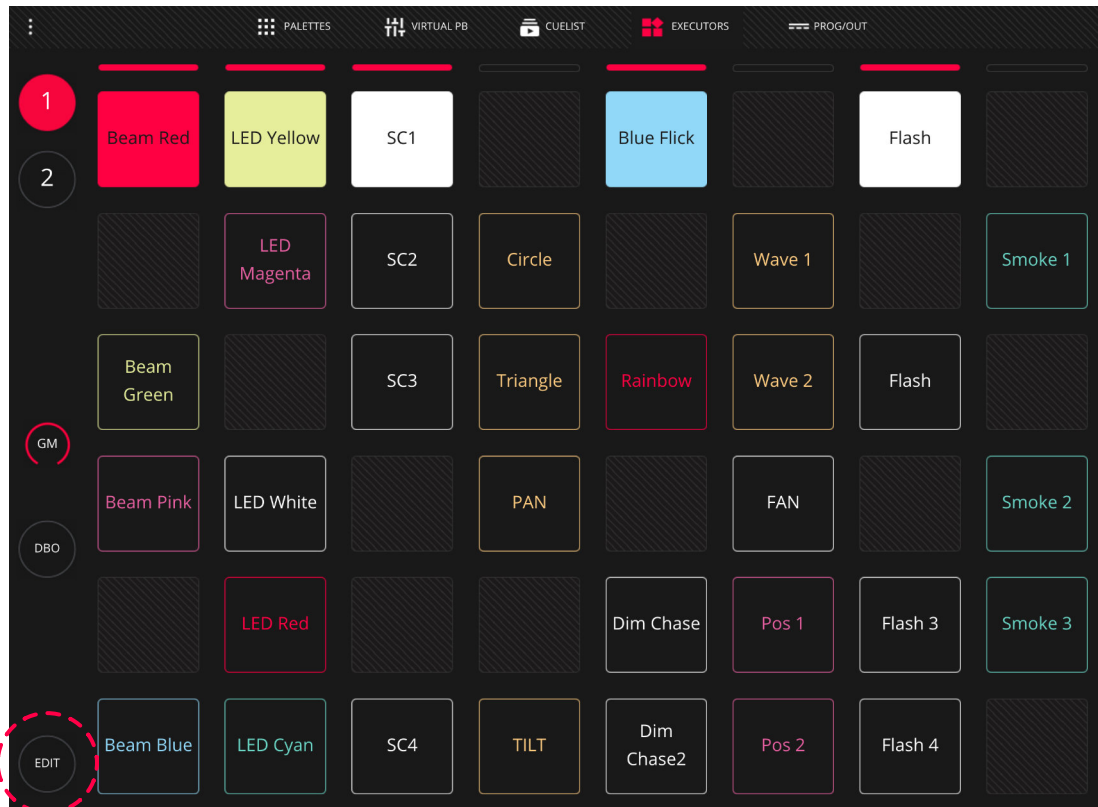 PALETTES
VIRTUAL PB
CUELIST
EXECUTORS
PROG/OUT
1
Beam Red
LED Yellow
SC1
Blue Flick
Flash
2
LED
Magenta
SC2
Circle
Wave 1
Smoke 1
Beam
Green
SC3
Triangle
Rainbow
Wave 2
Flash
GM
Beam Pink
LED White
PAN
FAN
Smoke 2
DBO
LED Red
Dim Chase
Pos 1
Flash 3
Smoke 3
EDIT
Beam Blue
LED Cyan
SC4
TILT
Dim
Chase2
Pos 2
Flash 4